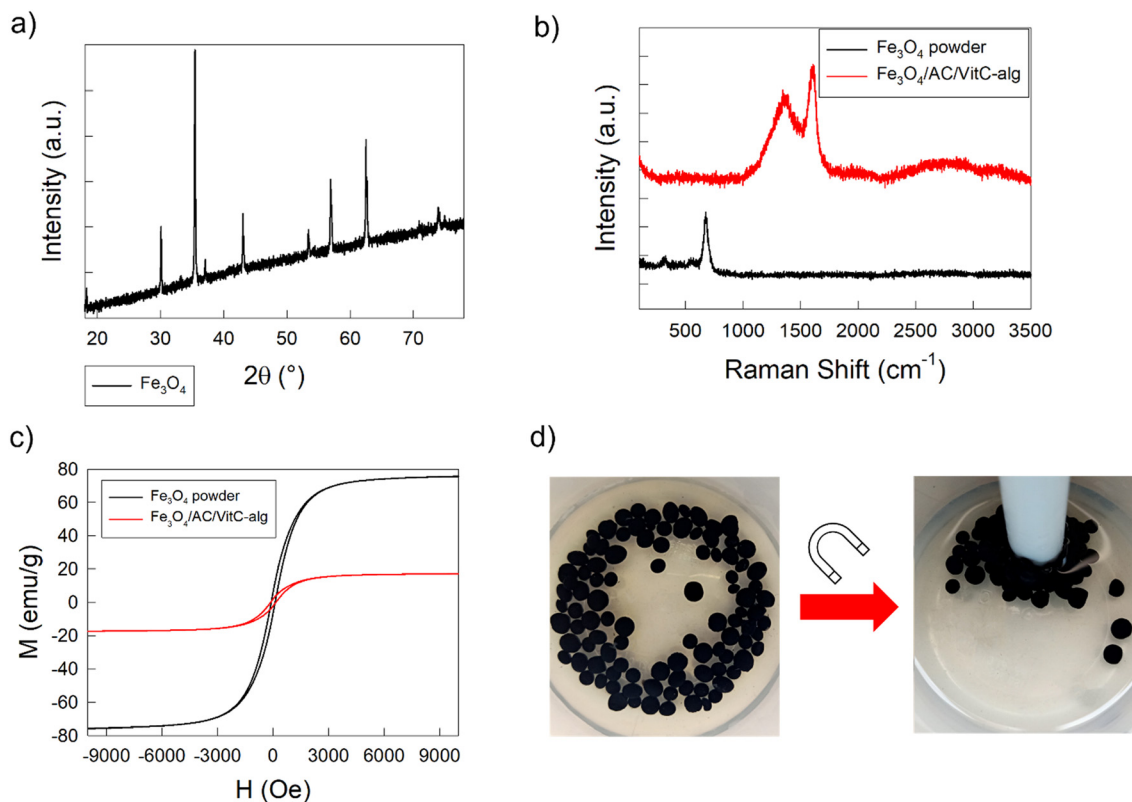 a)
Intensity (a.u.)
20 30 40 50 60 70
2θ (°)
Fe₃O₄
b)
Fe₃O₄ powder
Fe₃O₄/AC/VitC-alg
Intensity (a.u.)
500 1000 1500 2000 2500 3000 3500
Raman Shift (cm⁻¹)
c)
Fe₃O₄ powder
Fe₃O₄/AC/VitC-alg
M (emu/g)
80
60
40
20
0
-20
-40
-60
-80
-9000 -6000 -3000 0 3000 6000 9000
H (Oe)
d)